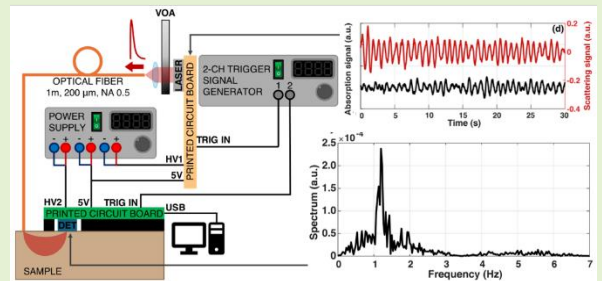 VOA
LASER
OPTICAL FIBER
1m, 200 µm, NA 0.5
2-CH TRIGGER
SIGNAL
GENERATOR
1 2
POWER
SUPPLY
- + - + - +
PRINTED CIRCUIT BOARD
TRIG IN
HV1
5V
HV2 5V TRIG IN
PRINTED CIRCUIT BOARD
USB
DET
SAMPLE
(d)
Absorption signal (a.u.)
Scattering signal (a.u.)
0.2
0
-0.2
-0.4
0 5 10 15 20 25 30
Time (s)
×10⁻⁴
Spectrum (a.u.)
2.5
2.0
1.5
1.0
0.5
0
0 1 2 3 4 5 6 7
Frequency (Hz)